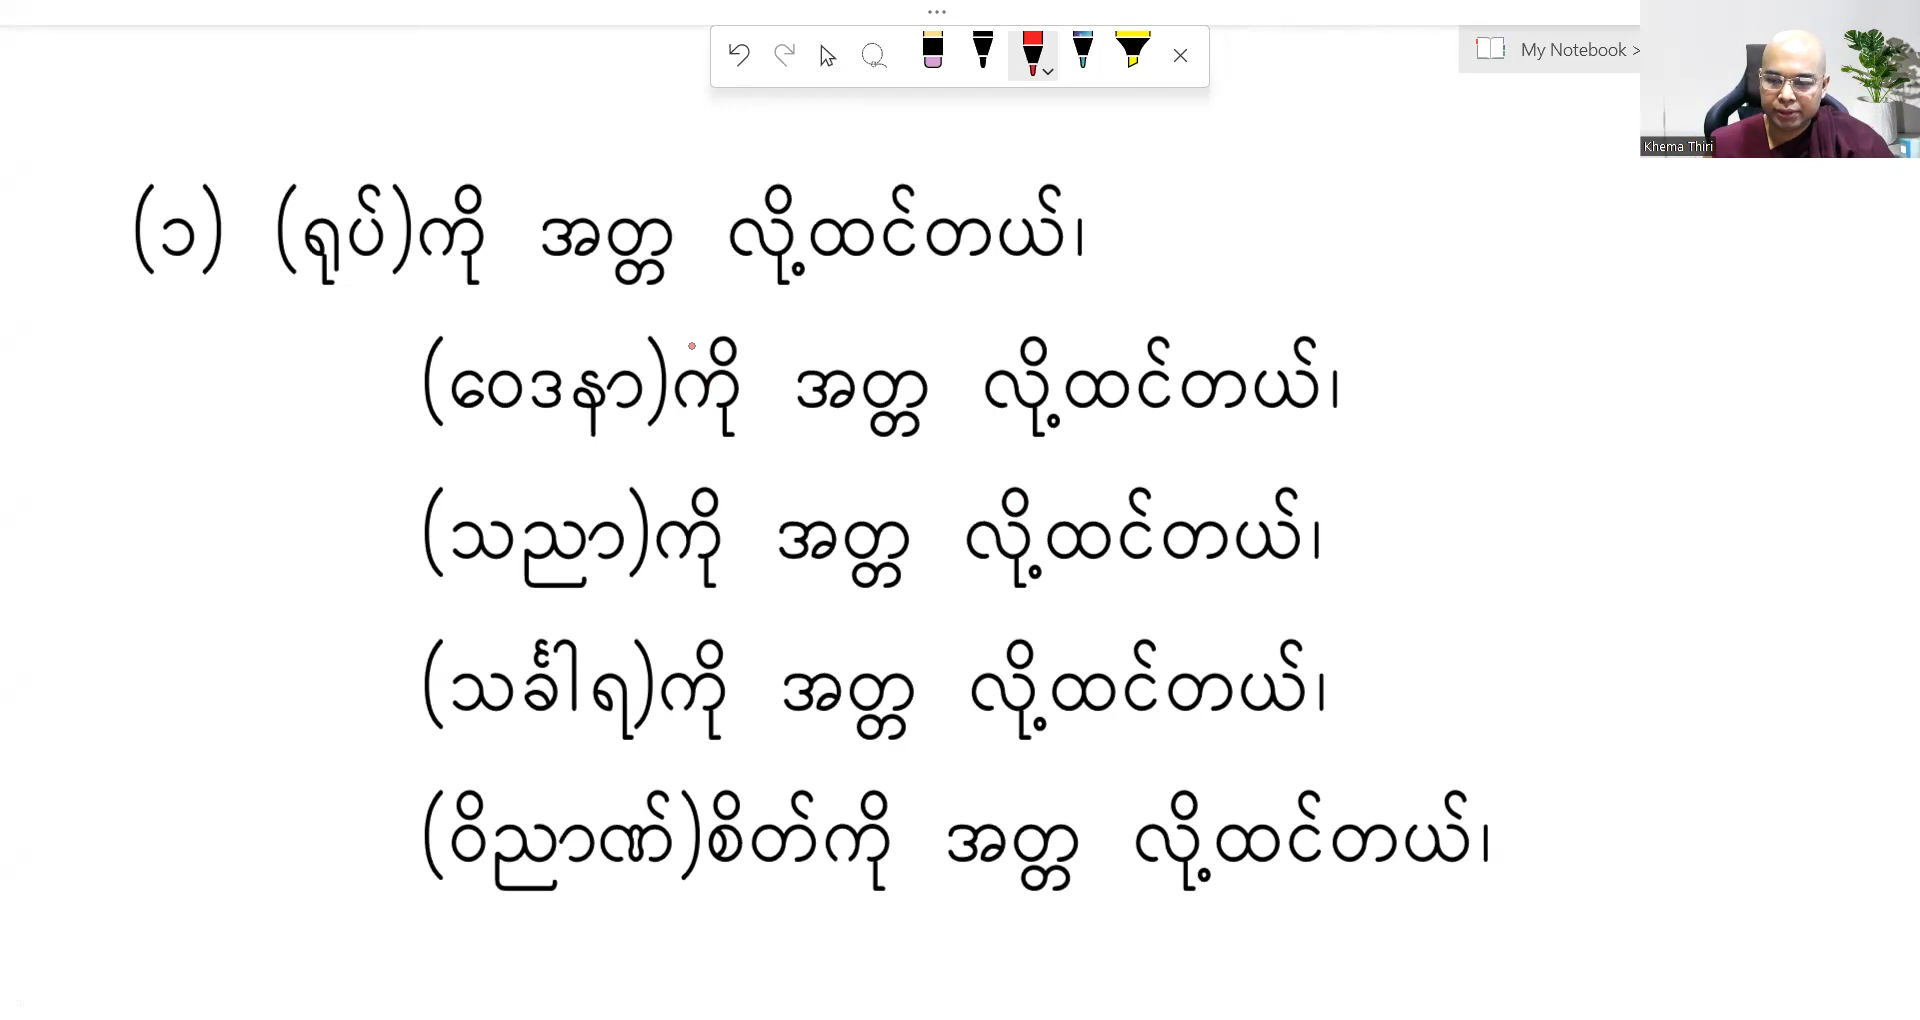 My Notebook >
Khema Thiri
(၁) (ရုပ်)ကို အတ္တ လို့ထင်တယ်၊
(ဝေဒနာ)ကို အတ္တ လို့ထင်တယ်၊
(သညာ)ကို အတ္တ လို့ထင်တယ်၊
(သင်္ခါရ)ကို အတ္တ လို့ထင်တယ်၊
(ဝိညာဏ်)စိတ်ကို အတ္တ လို့ထင်တယ်၊